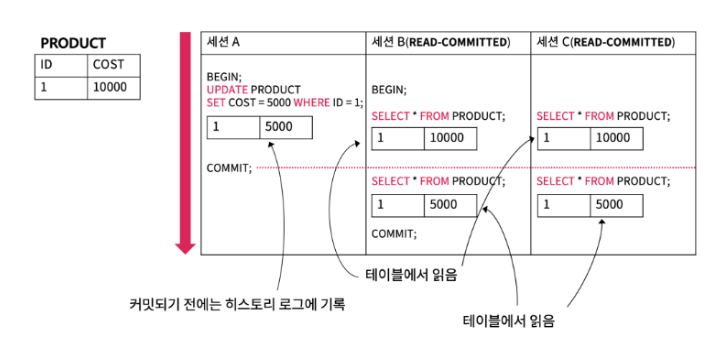 PRODUCT
ID COST
1 10000
세션 A
BEGIN;
UPDATE PRODUCT
SET COST = 5000 WHERE ID = 1;
1 5000
COMMIT;
세션 B(READ-COMMITTED)
BEGIN;
SELECT * FROM PRODUCT;
1 10000
SELECT * FROM PRODUCT;
1 5000
COMMIT;
세션 C(READ-COMMITTED)
SELECT * FROM PRODUCT;
1 10000
SELECT * FROM PRODUCT;
1 5000
테이블에서 읽음
커밋되기 전에는 히스토리 로그에 기록
테이블에서 읽음